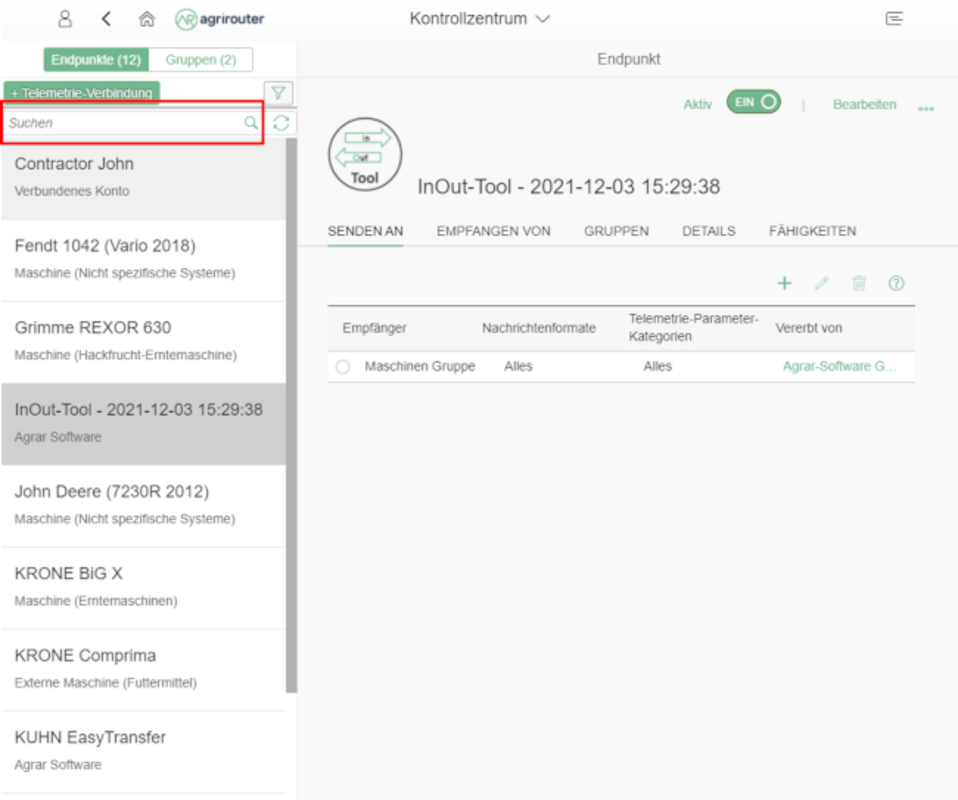 agrirouter
Kontrollzentrum
Endpunkte (12)
Gruppen (2)
Endpunkt
+ Telemetrie-Verbindung
Suchen
Aktiv
EIN
Bearbeiten
Contractor John
Verbundenes Konto
Fendt 1042 (Vario 2018)
Maschine (Nicht spezifische Systeme)
Grimme REXOR 630
Maschine (Hackfrucht-Erntemaschine)
InOut-Tool - 2021-12-03 15:29:38
Agrar Software
John Deere (7230R 2012)
Maschine (Nicht spezifische Systeme)
KRONE BiG X
Maschine (Erntemaschinen)
KRONE Comprima
Externe Maschine (Futtermittel)
KUHN EasyTransfer
Agrar Software
In
Out
Tool
InOut-Tool - 2021-12-03 15:29:38
SENDEN AN
EMPFANGEN VON
GRUPPEN
DETAILS
FÄHIGKEITEN
Empfänger
Nachrichtenformate
Telemetrie-Parameter-
Kategorien
Vererbt von
Maschinen Gruppe
Alles
Alles
Agrar-Software G...